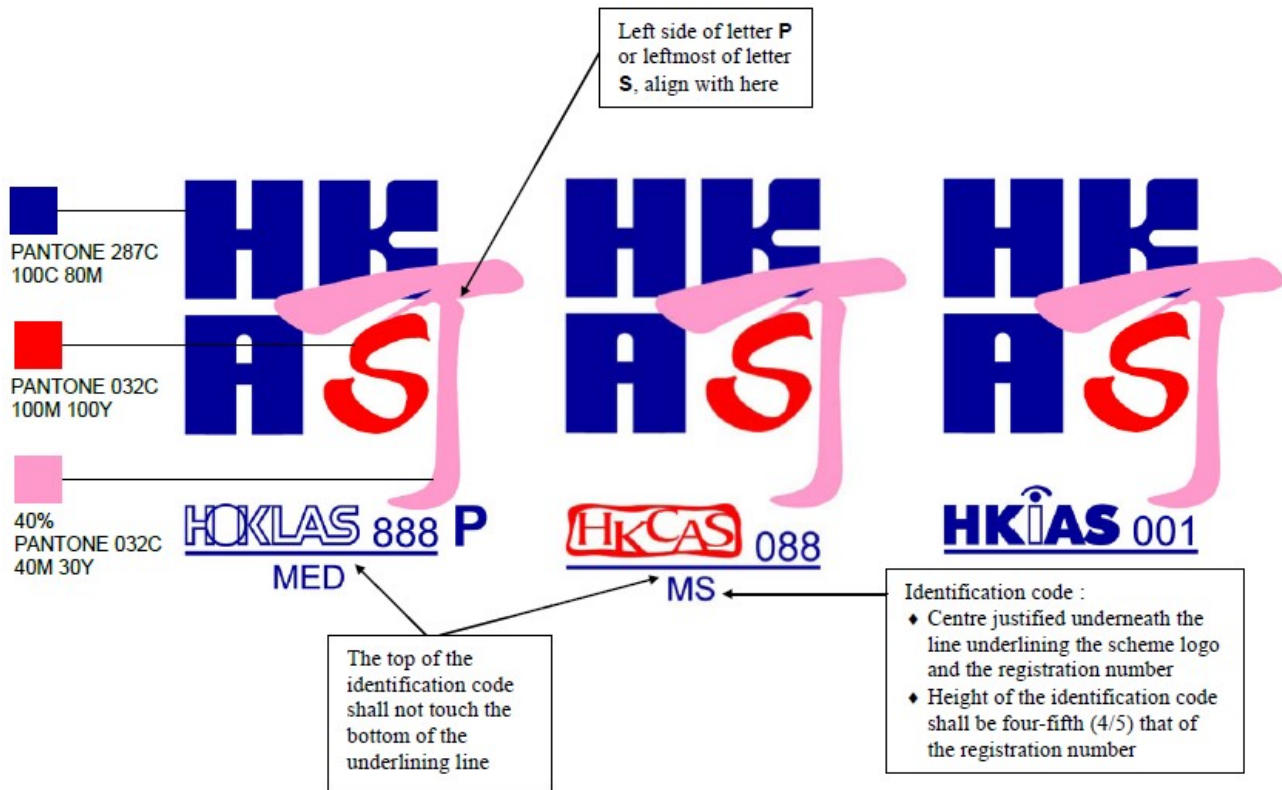 Left side of letter P
or leftmost of letter
S, align with here
PANTONE 287C
100C 80M
PANTONE 032C
100M 100Y
40%
PANTONE 032C
40M 30Y
HK
AS
HOKLAS 888 P
MED
HK
AS
HKCAS 088
MS
HK
AS
HKIAS 001
The top of the
identification code
shall not touch the
bottom of the
underlining line
Identification code :
♦ Centre justified underneath the
line underlining the scheme logo
and the registration number
♦ Height of the identification code
shall be four-fifth (4/5) that of
the registration number